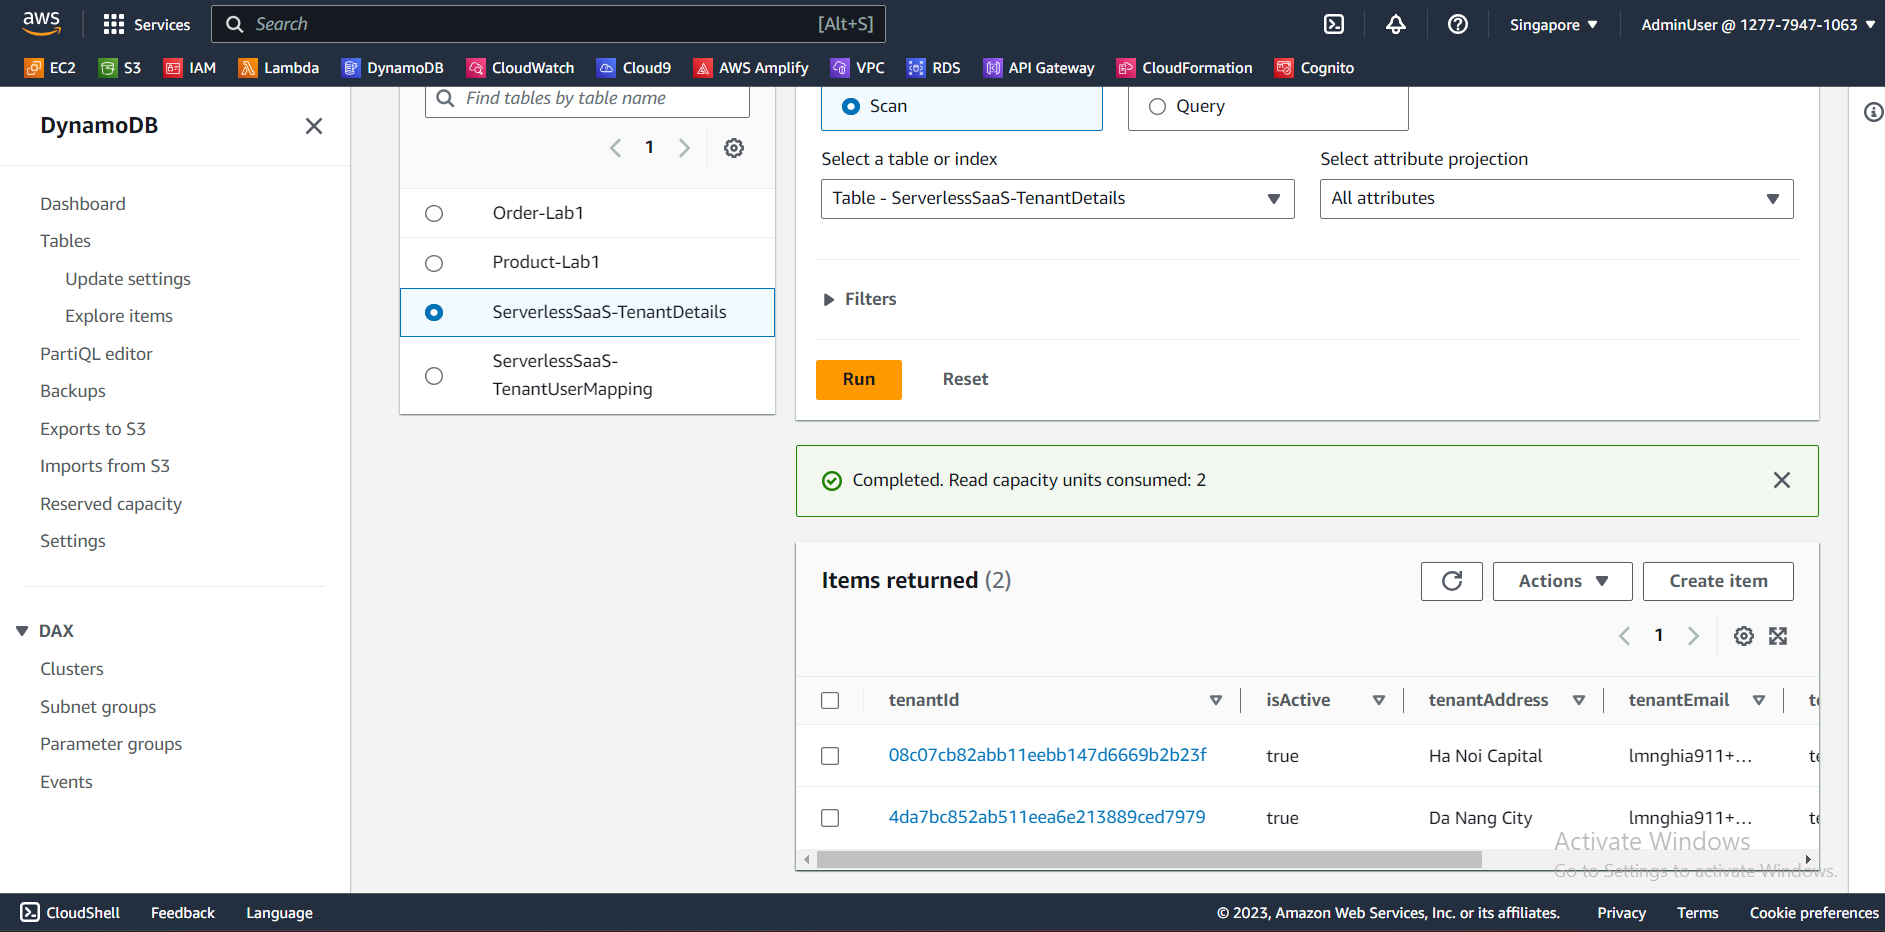 aws
Services
Search
[Alt+S]
Singapore
AdminUser @ 1277-7947-1063
EC2
S3
IAM
Lambda
DynamoDB
CloudWatch
Cloud9
AWS Amplify
VPC
RDS
API Gateway
CloudFormation
Cognito
DynamoDB
Dashboard
Tables
Update settings
Explore items
PartiQL editor
Backups
Exports to S3
Imports from S3
Reserved capacity
Settings
DAX
Clusters
Subnet groups
Parameter groups
Events
Find tables by table name
1
Order-Lab1
Product-Lab1
ServerlessSaaS-TenantDetails
ServerlessSaaS-
TenantUserMapping
Scan
Query
Select a table or index
Select attribute projection
Table - ServerlessSaaS-TenantDetails
All attributes
Filters
Run
Reset
Completed. Read capacity units consumed: 2
Items returned (2)
Actions
Create item
1
tenantId
isActive
tenantAddress
tenantEmail
08c07cb82abb11eebb147d6669b2b23f
true
Ha Noi Capital
lmnghia911+...
4da7bc852ab511eea6e213889ced7979
true
Da Nang City
lmnghia911+...
Activate Windows
Go to Settings to activate Windows.
CloudShell
Feedback
Language
© 2023, Amazon Web Services, Inc. or its affiliates.
Privacy
Terms
Cookie preferences